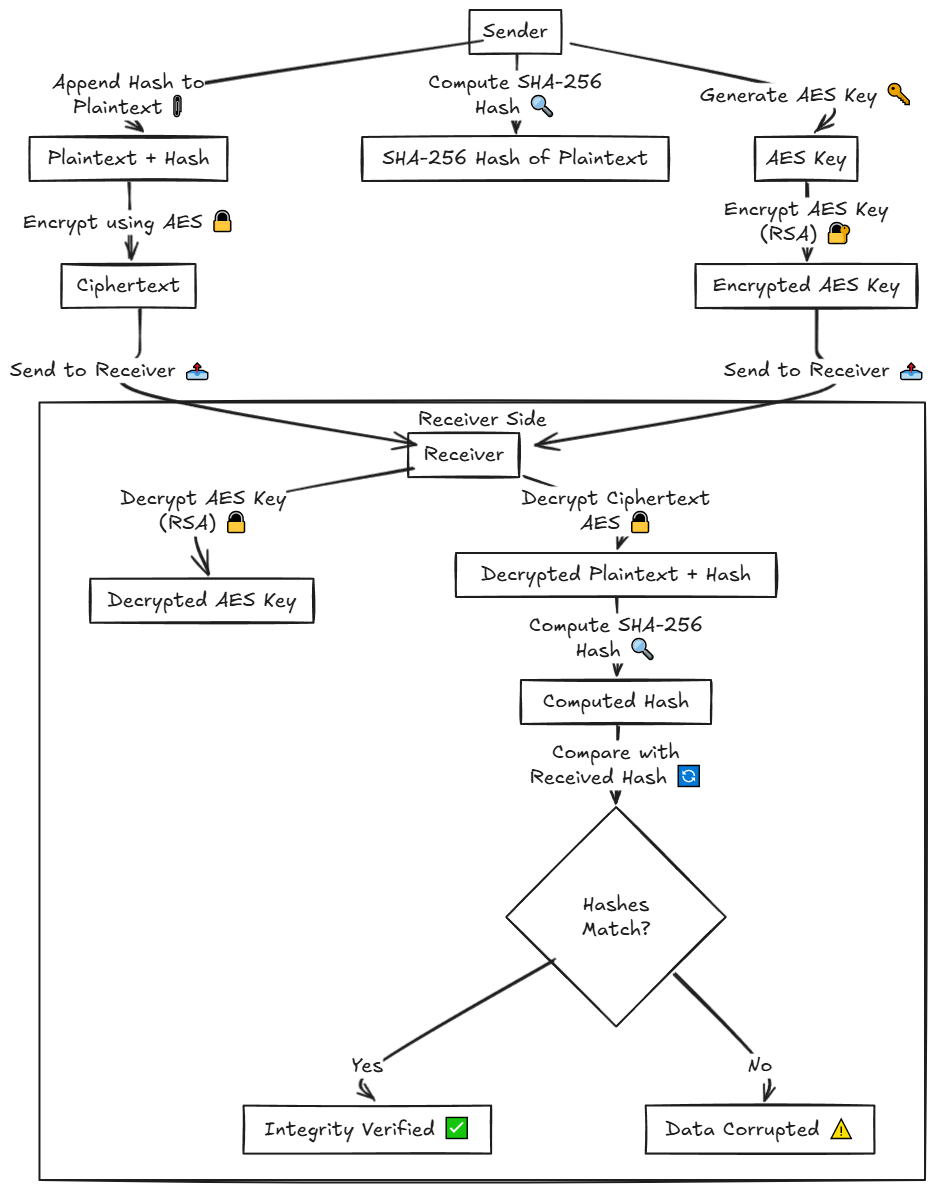 Sender
Append Hash to
Plaintext
Compute SHA-256
Hash
Generate AES Key
Plaintext + Hash
SHA-256 Hash of Plaintext
AES Key
Encrypt using AES
Encrypt AES Key
(RSA)
Ciphertext
Encrypted AES Key
Send to Receiver
Send to Receiver
Receiver Side
Receiver
Decrypt AES Key
(RSA)
Decrypt Ciphertext
AES
Decrypted AES Key
Decrypted Plaintext + Hash
Compute SHA-256
Hash
Computed Hash
Compare with
Received Hash
Hashes
Match?
Yes
No
Integrity Verified
Data Corrupted